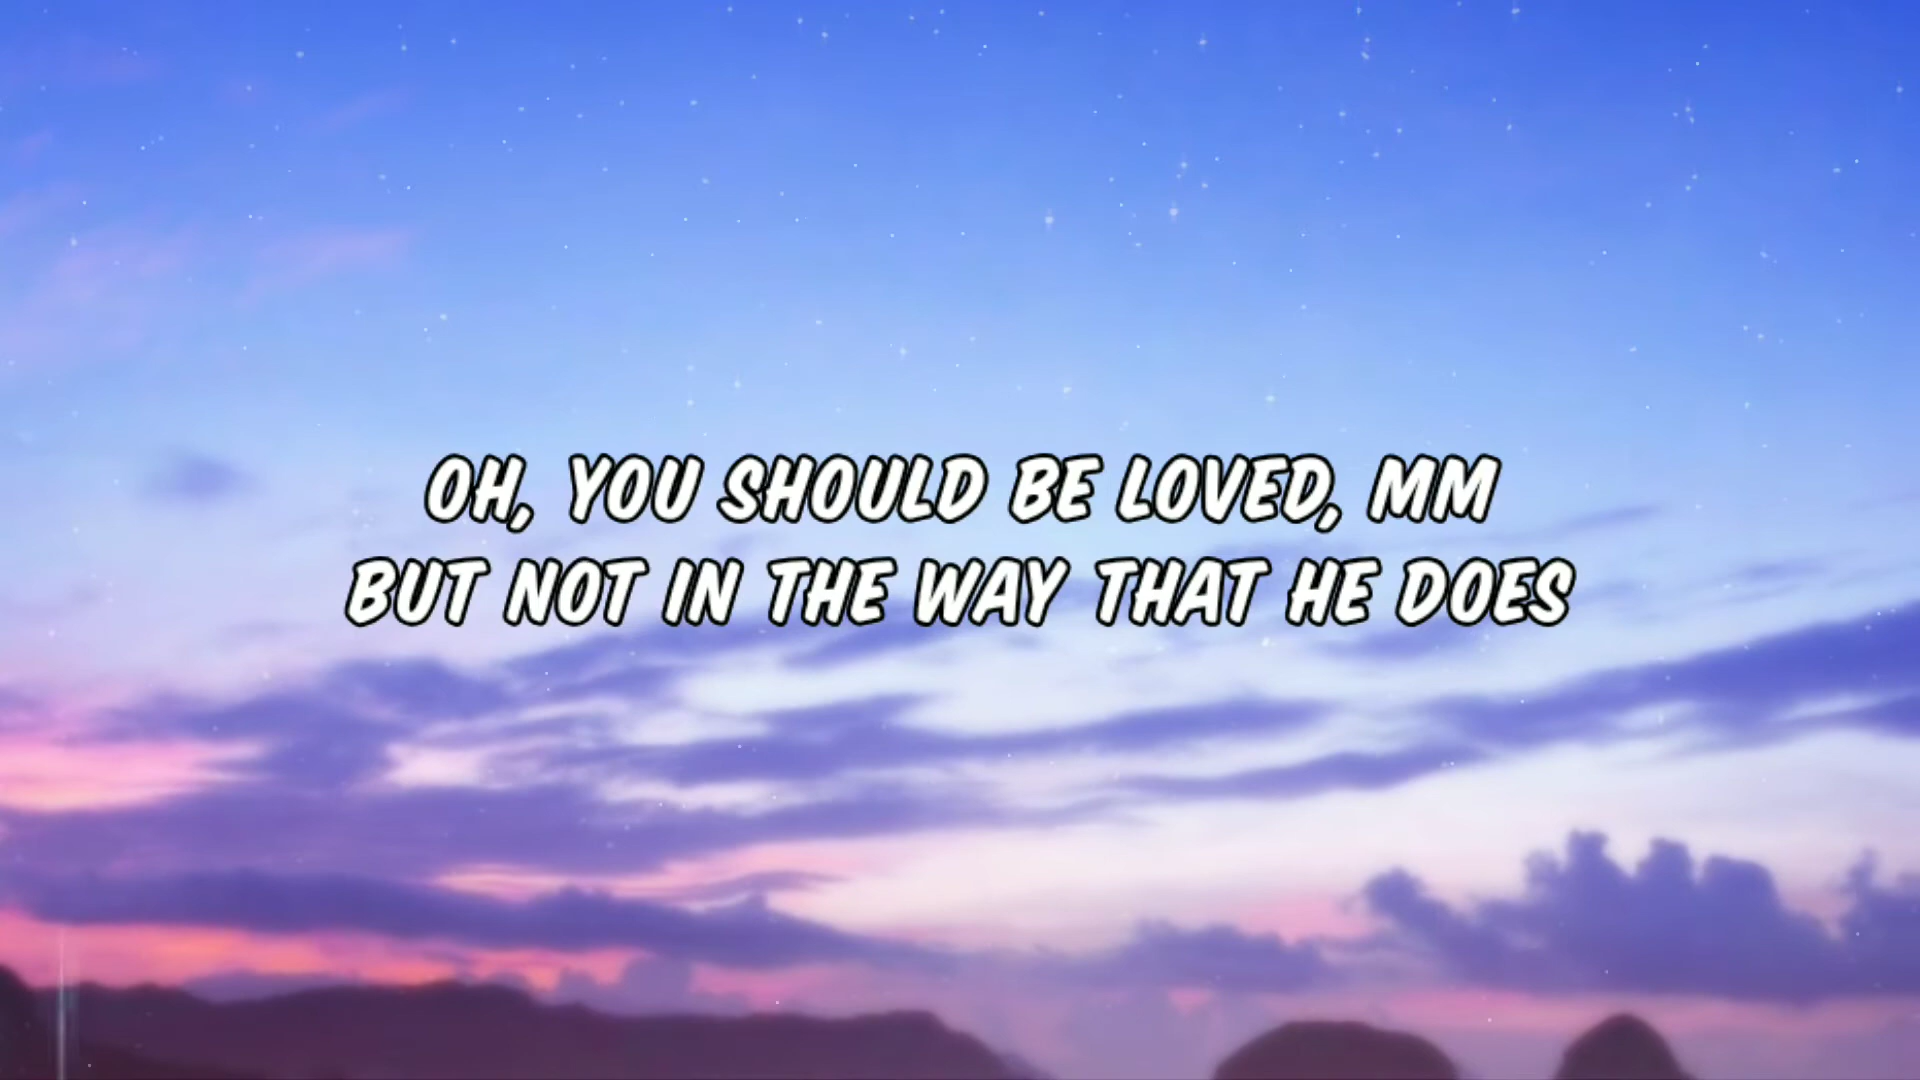 OH, YOU SHOULD BE LOVED, MM
BUT NOT IN THE WAY THAT HE DOES